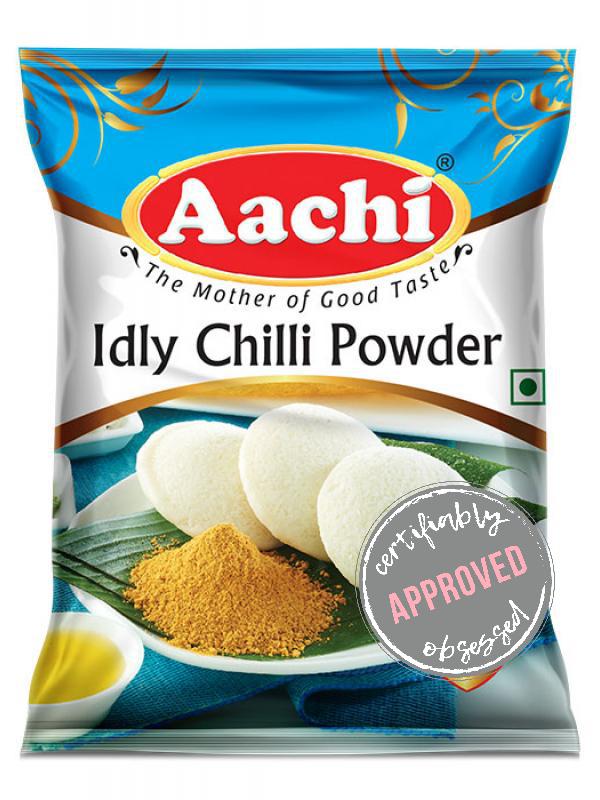 Aachi ®
The Mother of Good Taste
Idly Chilli Powder
certifiably
APPROVED
obsessed